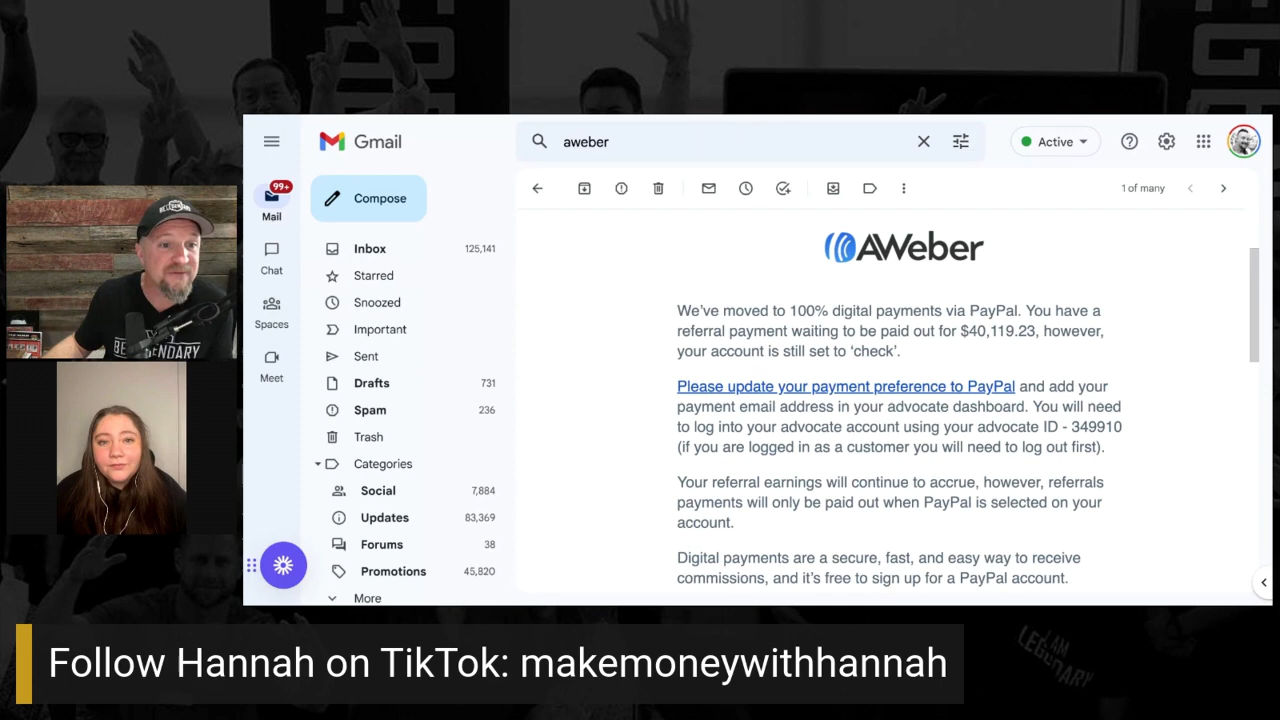 Gmail
aweber
Active
99+
Mail
Compose
1 of many
Chat
Spaces
Meet
Inbox 125,141
Starred
Snoozed
Important
Sent
Drafts 731
Spam 236
Trash
Categories
Social 7,884
Updates 83,369
Forums 38
Promotions 45,820
More
AWeber
We’ve moved to 100% digital payments via PayPal. You have a
referral payment waiting to be paid out for $40,119.23, however,
your account is still set to ‘check’.
Please update your payment preference to PayPal and add your
payment email address in your advocate dashboard. You will need
to log into your advocate account using your advocate ID - 349910
(if you are logged in as a customer you will need to log out first).
Your referral earnings will continue to accrue, however, referrals
payments will only be paid out when PayPal is selected on your
account.
Digital payments are a secure, fast, and easy way to receive
commissions, and it’s free to sign up for a PayPal account.
I AM
LEGENDARY
Follow Hannah on TikTok: makemoneywithhannah